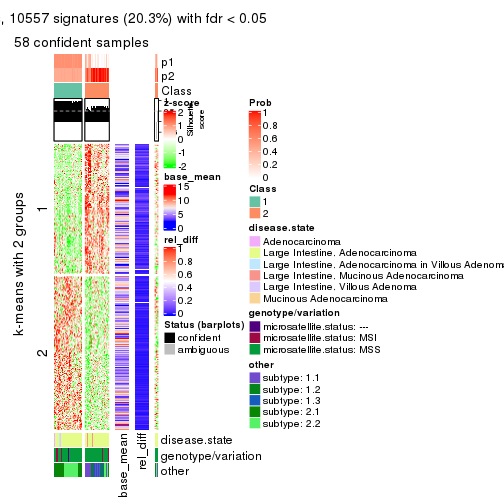 , 10557 signatures (20.3%) with fdr < 0.05
58 confident samples
p1
p2
Class
z-score
2
1
0
-1
-2
Silhouette
score
base_mean
15
10
5
0
rel_diff
1
0.8
0.6
0.4
0.2
0
Status (barplots)
confident
ambiguous
Prob
1
0.8
0.6
0.4
0.2
0
Class
1
2
disease.state
Adenocarcinoma
Large Intestine. Adenocarcinoma
Large Intestine. Adenocarcinoma in Villous Adenom
Large Intestine. Mucinous Adenocarcinoma
Large Intestine. Villous Adenoma
Mucinous Adenocarcinoma
genotype/variation
microsatellite.status: ---
microsatellite.status: MSI
microsatellite.status: MSS
other
subtype: 1.1
subtype: 1.2
subtype: 1.3
subtype: 2.1
subtype: 2.2
k-means with 2 groups
1
2
disease.state
genotype/variation
other
base_mean
rel_diff